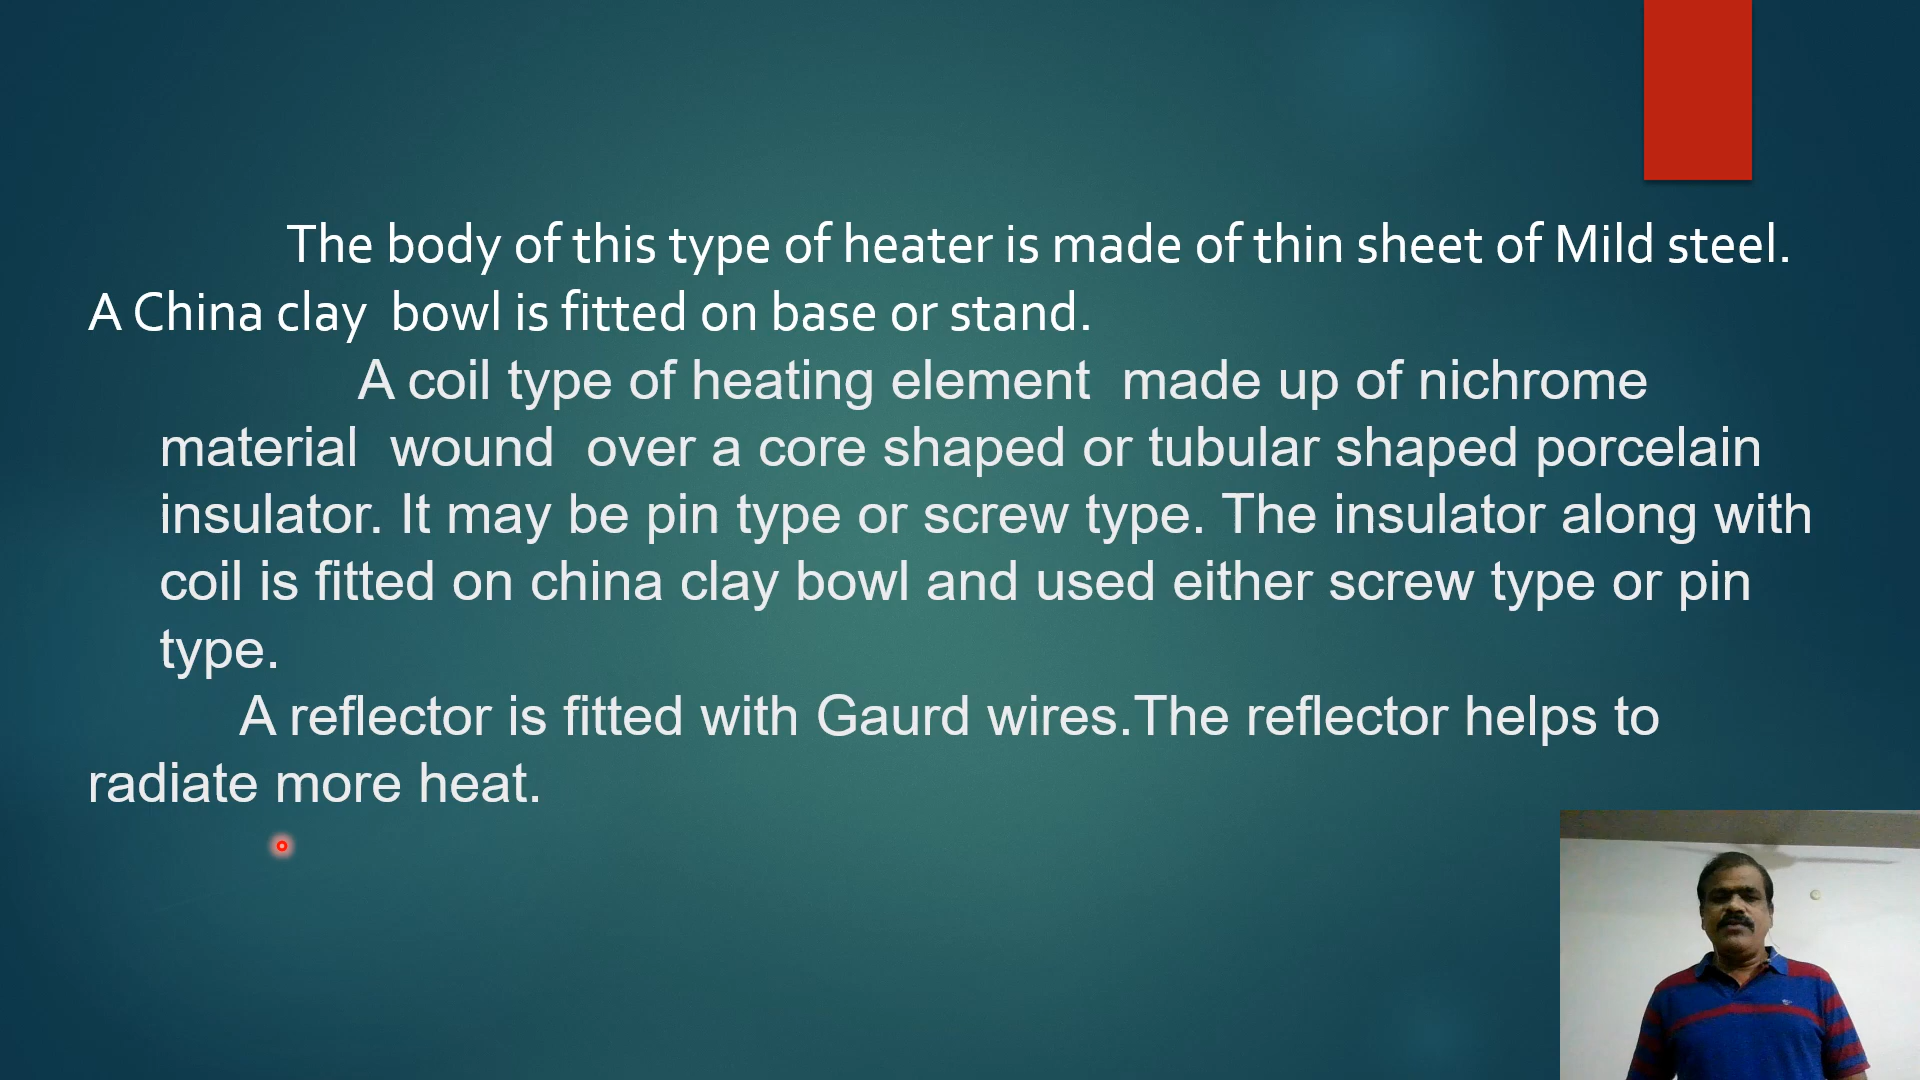 The body of this type of heater is made of thin sheet of Mild steel.
A China clay bowl is fitted on base or stand.
A coil type of heating element made up of nichrome
material wound over a core shaped or tubular shaped porcelain
insulator. It may be pin type or screw type. The insulator along with
coil is fitted on china clay bowl and used either screw type or pin
type.
A reflector is fitted with Gaurd wires.The reflector helps to
radiate more heat.